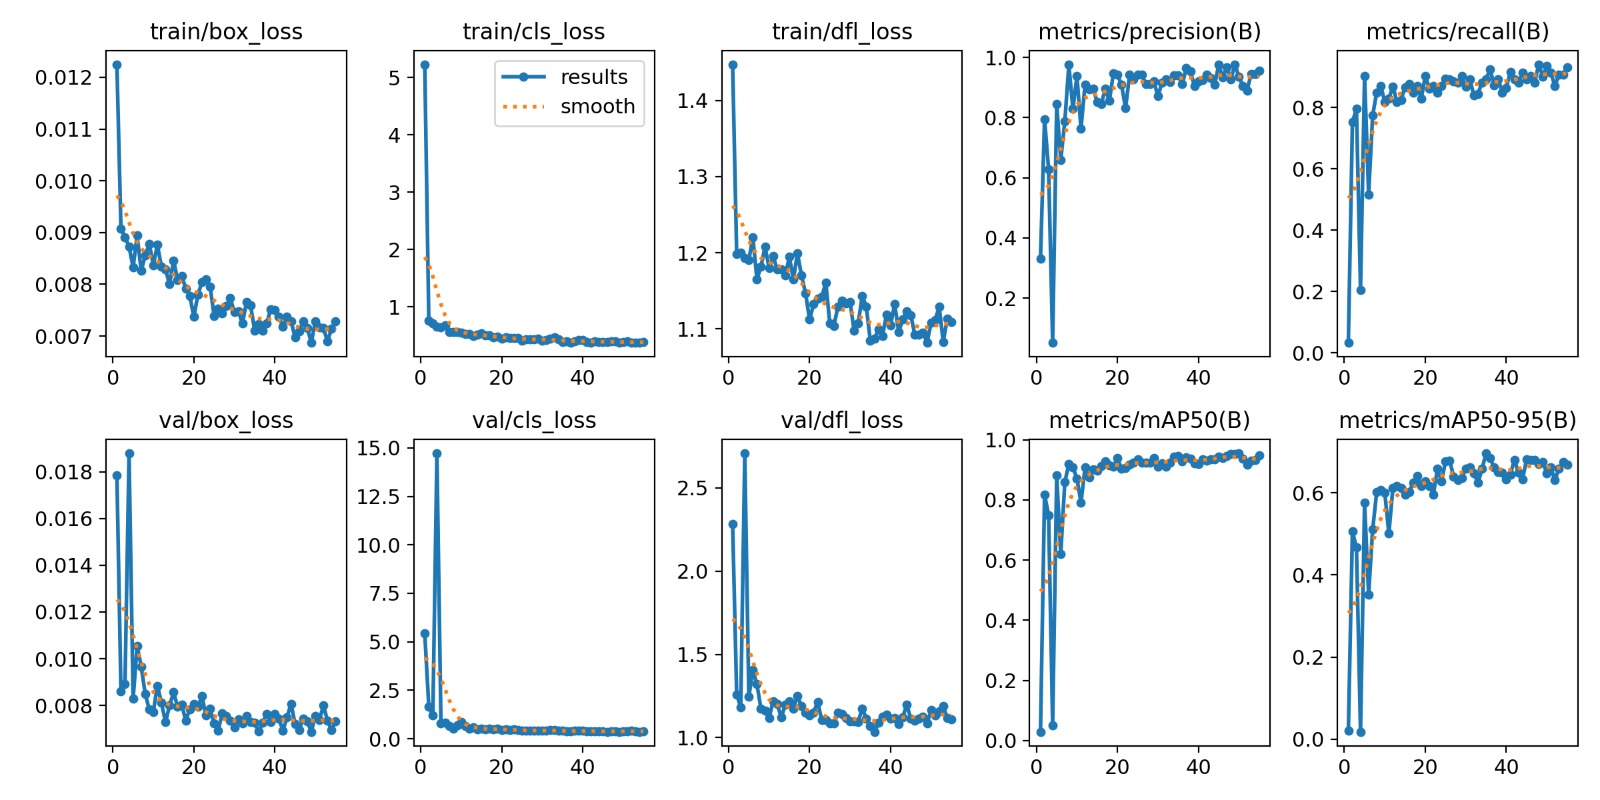 train/box_loss
train/cls_loss
train/dfl_loss
metrics/precision(B)
metrics/recall(B)
0.012
0.011
0.010
0.009
0.008
0.007
0 20 40
5
4
3
2
1
results
smooth
0 20 40
1.4
1.3
1.2
1.1
0 20 40
1.0
0.8
0.6
0.4
0.2
0 20 40
0.8
0.6
0.4
0.2
0.0
0 20 40
val/box_loss
val/cls_loss
val/dfl_loss
metrics/mAP50(B)
metrics/mAP50-95(B)
0.018
0.016
0.014
0.012
0.010
0.008
0 20 40
15.0
12.5
10.0
7.5
5.0
2.5
0.0
0 20 40
2.5
2.0
1.5
1.0
0 20 40
1.0
0.8
0.6
0.4
0.2
0.0
0 20 40
0.6
0.4
0.2
0.0
0 20 40